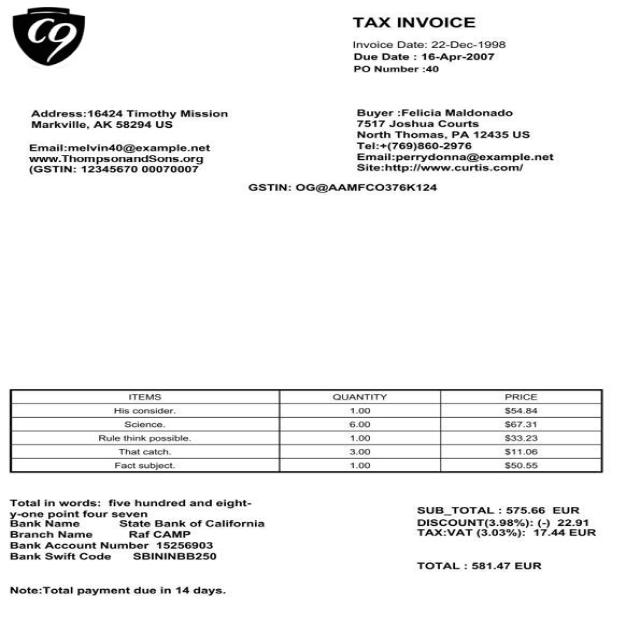 C9
TAX INVOICE
Invoice Date: 22-Dec-1998
Due Date : 16-Apr-2007
PO Number :40
Address:16424 Timothy Mission
Markville, AK 58294 US
Email:melvin40@example.net
www.ThompsonandSons.org
(GSTIN: 12345670 00070007
Buyer :Felicia Maldonado
7517 Joshua Courts
North Thomas, PA 12435 US
Tel:+(769)860-2976
Email:perrydonna@example.net
Site:http://www.curtis.com/
GSTIN: OG@AAMFCO376K124
ITEMS QUANTITY PRICE
His consider. 1.00 $54.84
Science. 6.00 $67.31
Rule think possible. 1.00 $33.23
That catch. 3.00 $11.06
Fact subject. 1.00 $50.55
Total in words: five hundred and eight-
y-one point four seven
Bank Name State Bank of California
Branch Name Raf CAMP
Bank Account Number 15256903
Bank Swift Code SBININBB250
SUB_TOTAL : 575.66 EUR
DISCOUNT(3.98%): (-) 22.91
TAX:VAT (3.03%): 17.44 EUR
TOTAL : 581.47 EUR
Note:Total payment due in 14 days.